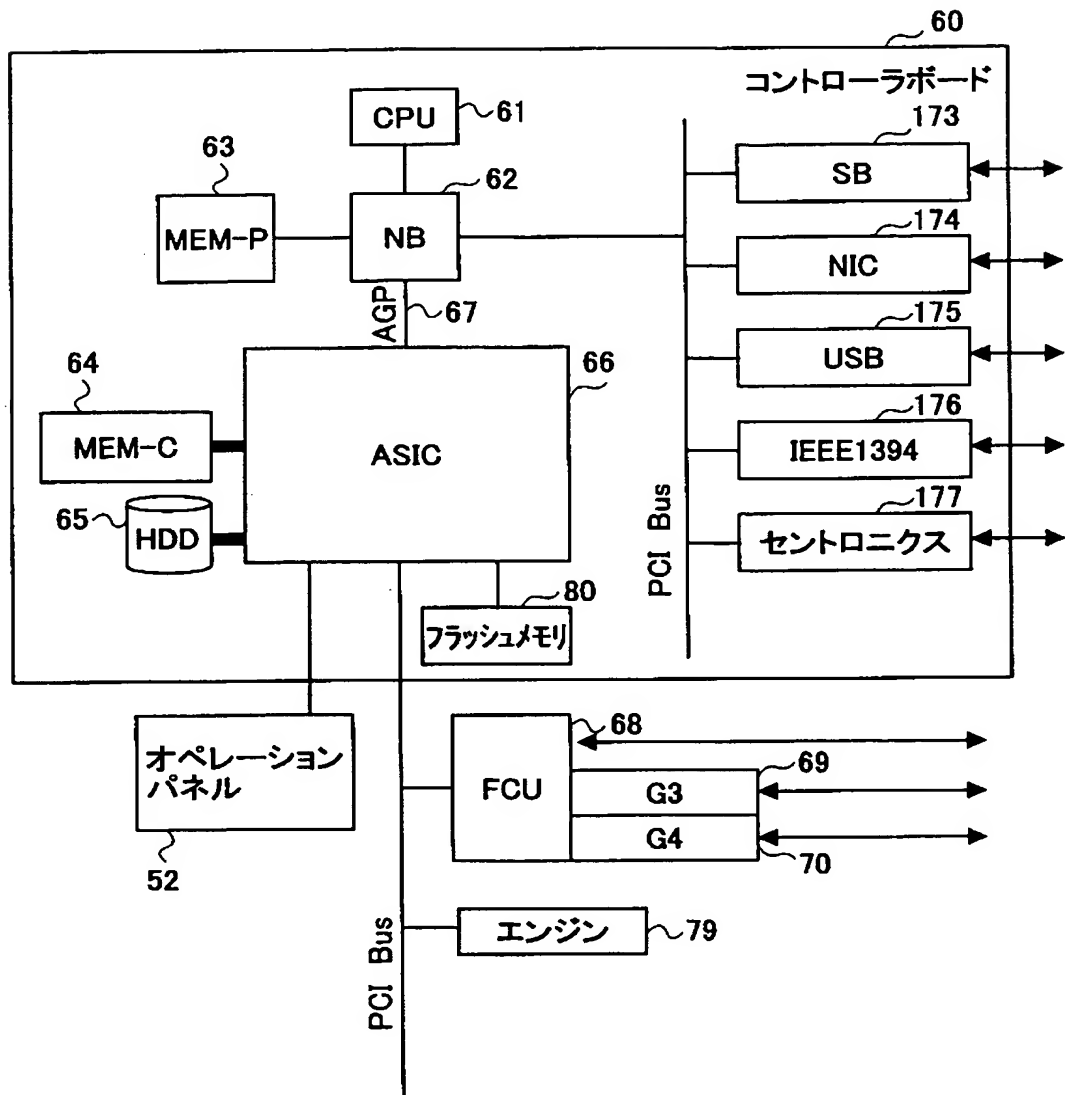 60
コントローラボード
CPU
61
63
62
MEM-P
NB
AGP
67
173
SB
174
NIC
175
USB
176
IEEE1394
177
セントロニクス
PCI Bus
64
66
MEM-C
ASIC
65
HDD
80
フラッシュメモリ
オペレーション
パネル
52
68
FCU
69
G3
G4
70
エンジン
79
PCI Bus